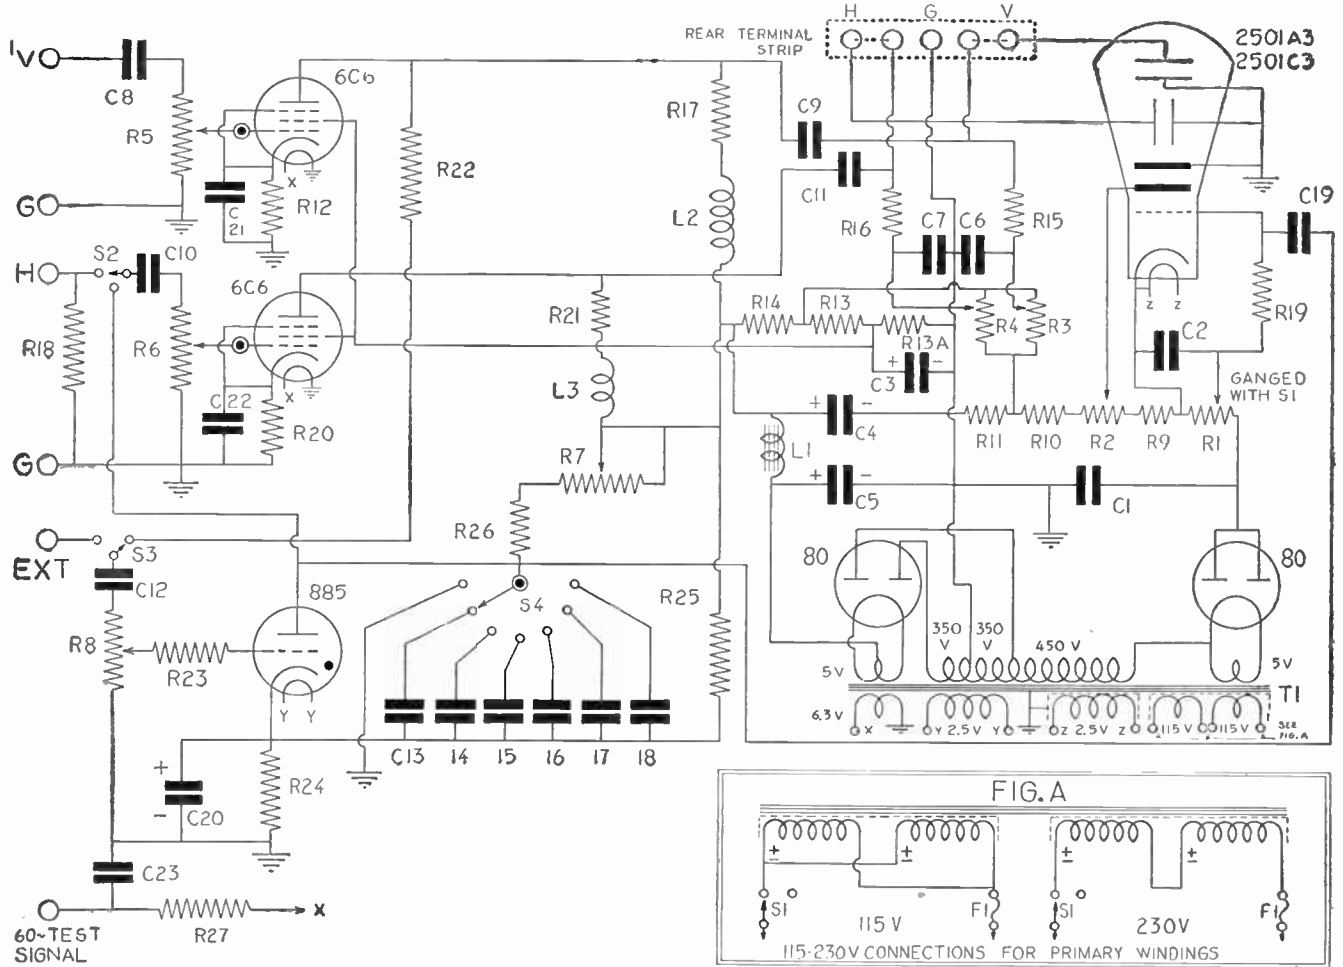 H G V
REAR TERMINAL
STRIP
2501A3
2501C3
'V
C8
6C6
R5
R17
C9
R22
C11
X
R12
C
21
G
L2
R16
C7
C6
R15
C19
H
S2
C10
6C6
R14
R13
R4
R3
Z Z
R19
R21
R18
R6
R13A
C2
+ -
C3
X
L3
GANGED
WITH S1
C22
R20
+ -
C4
R11
R10
R2
R9
R1
G
R7
L1
+ -
C5
C1
R26
EXT
S3
C12
885
S4
R25
80
80
R8
R23
350
V
350
V
450 V
5V
5V
T1
Y Y
6.3V
X
Y 2.5V Y
Z 2.5V Z
115V
115V
SEE
FIG.A
C13 14 15 16 17 18
+
-
C20
R24
C23
60~TEST
SIGNAL
R27
X
FIG. A
± ± ± ±
S1
F1
S1
F1
115V
230V
115-230V CONNECTIONS FOR PRIMARY WINDINGS